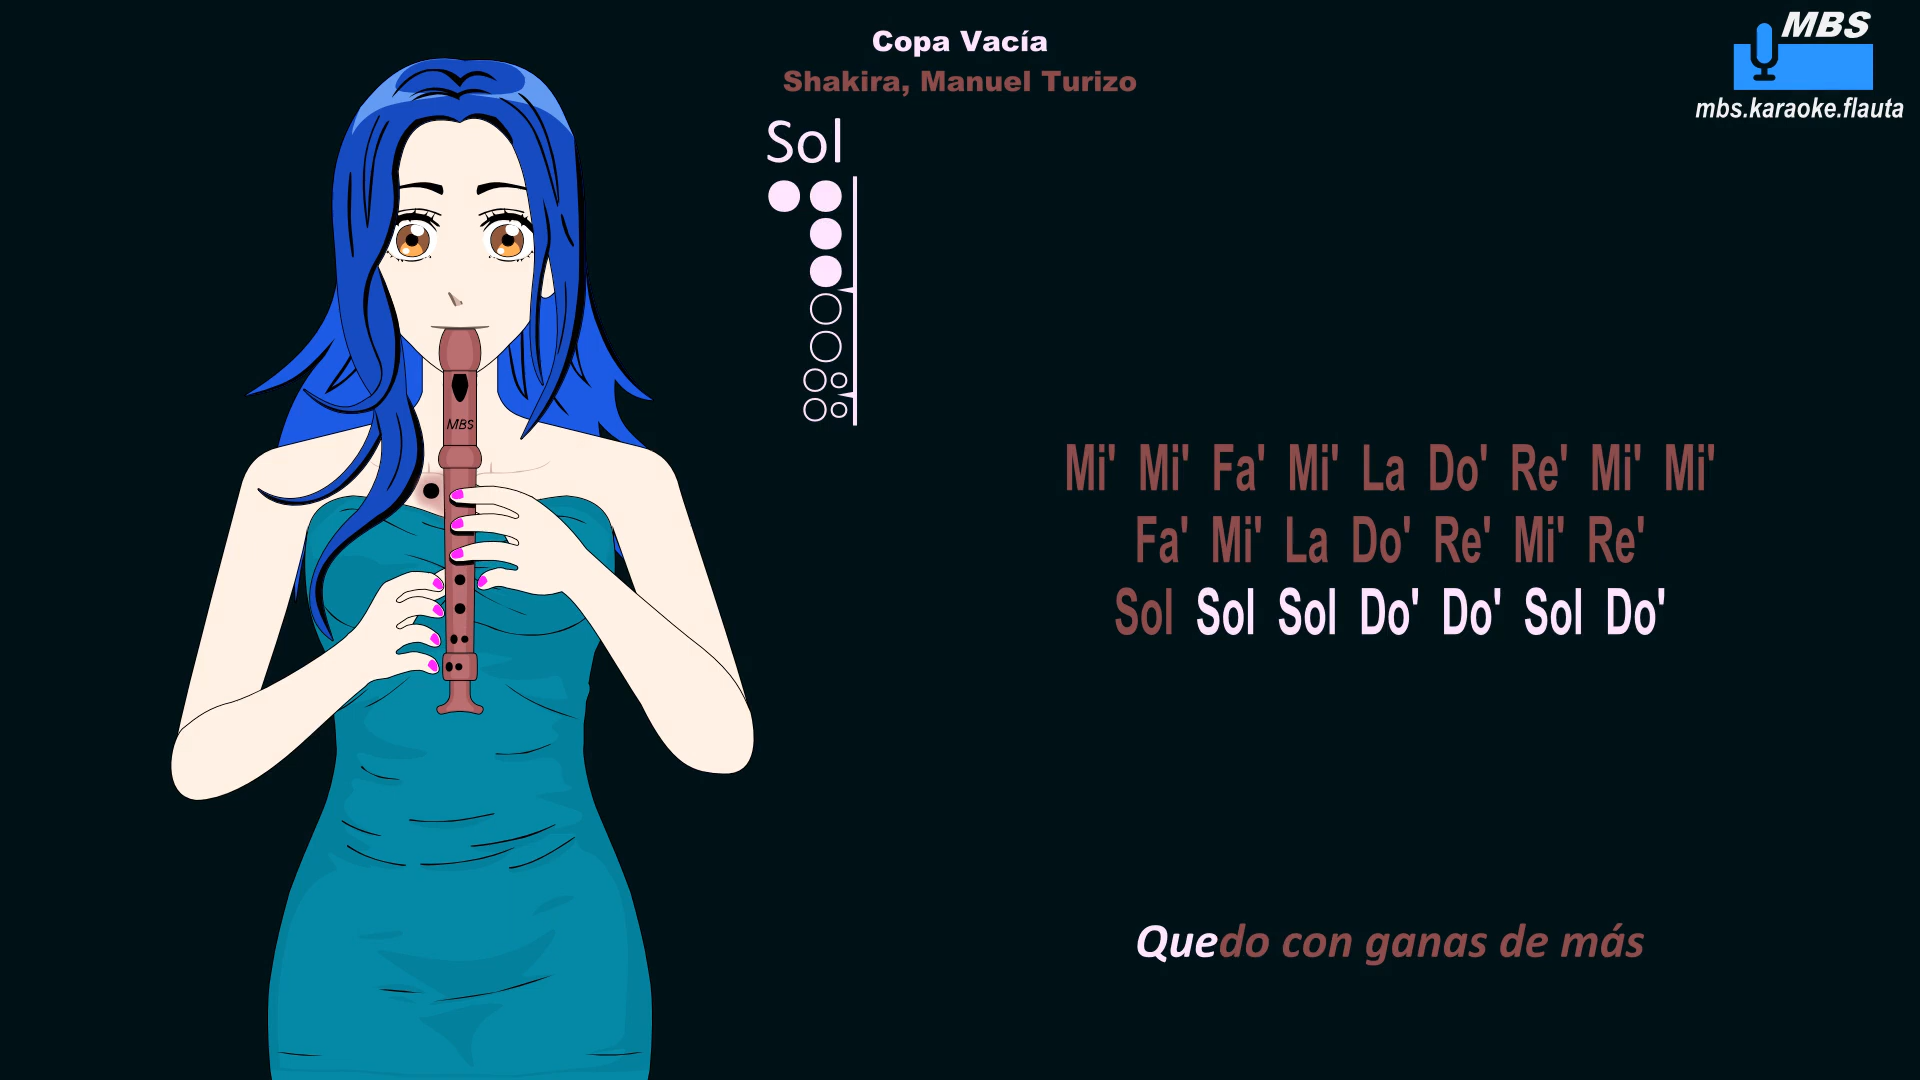 Copa Vacía
Shakira, Manuel Turizo
MBS
mbs.karaoke.flauta
Sol
MBS
Mi' Mi' Fa' Mi' La Do' Re' Mi' Mi'
Fa' Mi' La Do' Re' Mi' Re'
Sol Sol Sol Do' Do' Sol Do'
Quedo con ganas de más